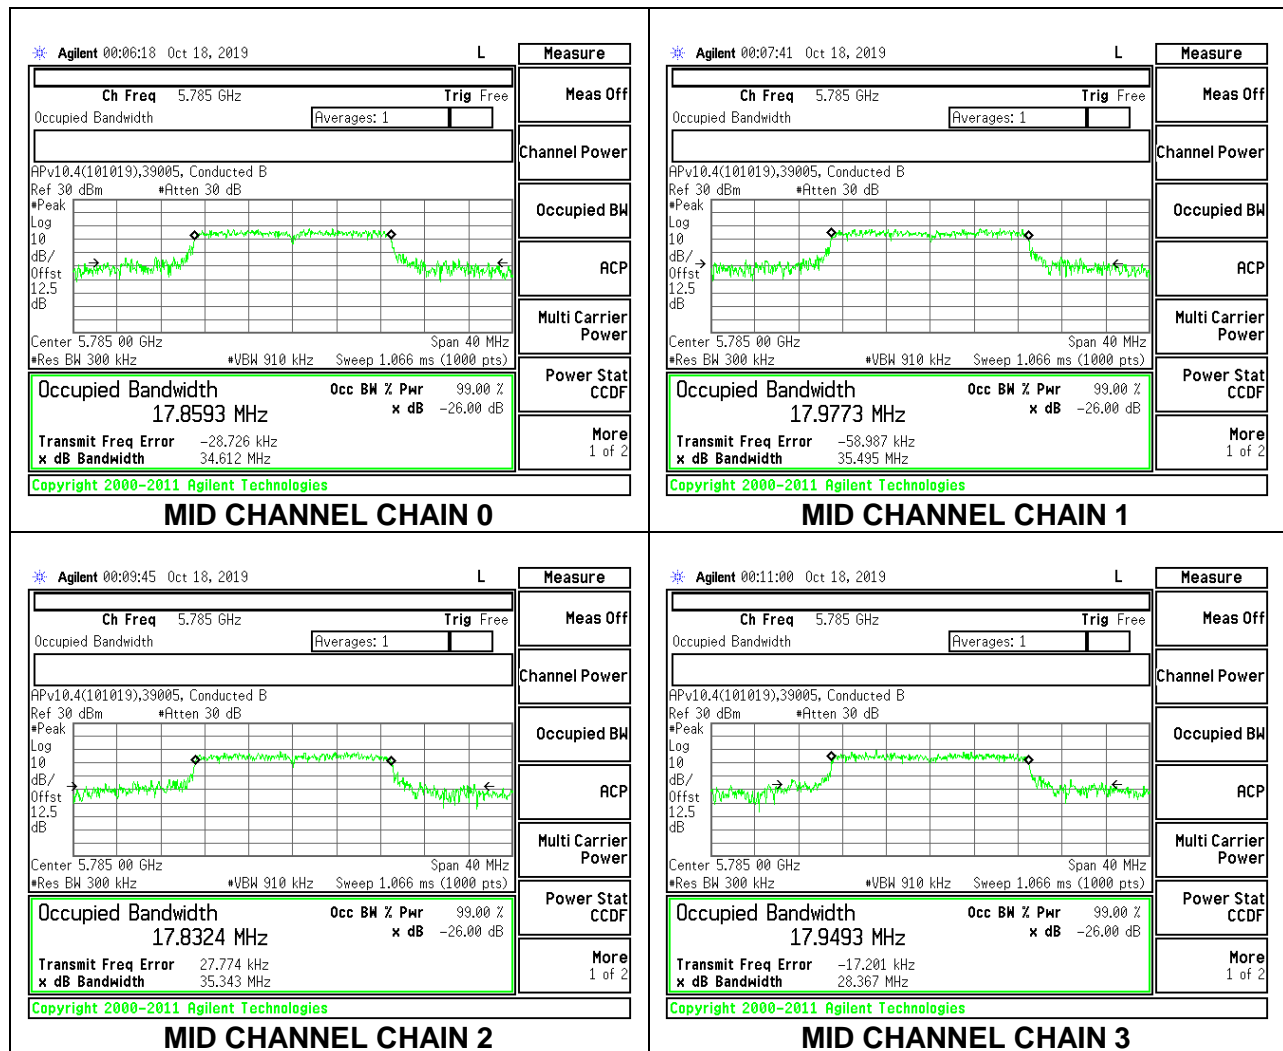 Agilent 00:06:18 Oct 18, 2019 L Measure
Ch Freq 5.785 GHz Trig Free
Occupied Bandwidth Averages: 1
APv10.4(101019),39005, Conducted B
Ref 30 dBm #Atten 30 dB
#Peak
Log
10
dB/
Offst
12.5
dB
Center 5.785 00 GHz Span 40 MHz
#Res BW 300 kHz #VBW 910 kHz Sweep 1.066 ms (1000 pts)
Occupied Bandwidth Occ BW % Pwr 99.00 %
17.8593 MHz x dB -26.00 dB
Transmit Freq Error -28.726 kHz
x dB Bandwidth 34.612 MHz
Copyright 2000-2011 Agilent Technologies
Meas Off
Channel Power
Occupied BW
ACP
Multi Carrier
Power
Power Stat
CCDF
More
1 of 2
MID CHANNEL CHAIN 0
Agilent 00:07:41 Oct 18, 2019 L Measure
Ch Freq 5.785 GHz Trig Free
Occupied Bandwidth Averages: 1
APv10.4(101019),39005, Conducted B
Ref 30 dBm #Atten 30 dB
#Peak
Log
10
dB/
Offst
12.5
dB
Center 5.785 00 GHz Span 40 MHz
#Res BW 300 kHz #VBW 910 kHz Sweep 1.066 ms (1000 pts)
Occupied Bandwidth Occ BW % Pwr 99.00 %
17.9773 MHz x dB -26.00 dB
Transmit Freq Error -58.987 kHz
x dB Bandwidth 35.495 MHz
Copyright 2000-2011 Agilent Technologies
Meas Off
Channel Power
Occupied BW
ACP
Multi Carrier
Power
Power Stat
CCDF
More
1 of 2
MID CHANNEL CHAIN 1
Agilent 00:09:45 Oct 18, 2019 L Measure
Ch Freq 5.785 GHz Trig Free
Occupied Bandwidth Averages: 1
APv10.4(101019),39005, Conducted B
Ref 30 dBm #Atten 30 dB
#Peak
Log
10
dB/
Offst
12.5
dB
Center 5.785 00 GHz Span 40 MHz
#Res BW 300 kHz #VBW 910 kHz Sweep 1.066 ms (1000 pts)
Occupied Bandwidth Occ BW % Pwr 99.00 %
17.8324 MHz x dB -26.00 dB
Transmit Freq Error 27.774 kHz
x dB Bandwidth 35.343 MHz
Copyright 2000-2011 Agilent Technologies
Meas Off
Channel Power
Occupied BW
ACP
Multi Carrier
Power
Power Stat
CCDF
More
1 of 2
MID CHANNEL CHAIN 2
Agilent 00:11:00 Oct 18, 2019 L Measure
Ch Freq 5.785 GHz Trig Free
Occupied Bandwidth Averages: 1
APv10.4(101019),39005, Conducted B
Ref 30 dBm #Atten 30 dB
#Peak
Log
10
dB/
Offst
12.5
dB
Center 5.785 00 GHz Span 40 MHz
#Res BW 300 kHz #VBW 910 kHz Sweep 1.066 ms (1000 pts)
Occupied Bandwidth Occ BW % Pwr 99.00 %
17.9493 MHz x dB -26.00 dB
Transmit Freq Error -17.201 kHz
x dB Bandwidth 28.367 MHz
Copyright 2000-2011 Agilent Technologies
Meas Off
Channel Power
Occupied BW
ACP
Multi Carrier
Power
Power Stat
CCDF
More
1 of 2
MID CHANNEL CHAIN 3